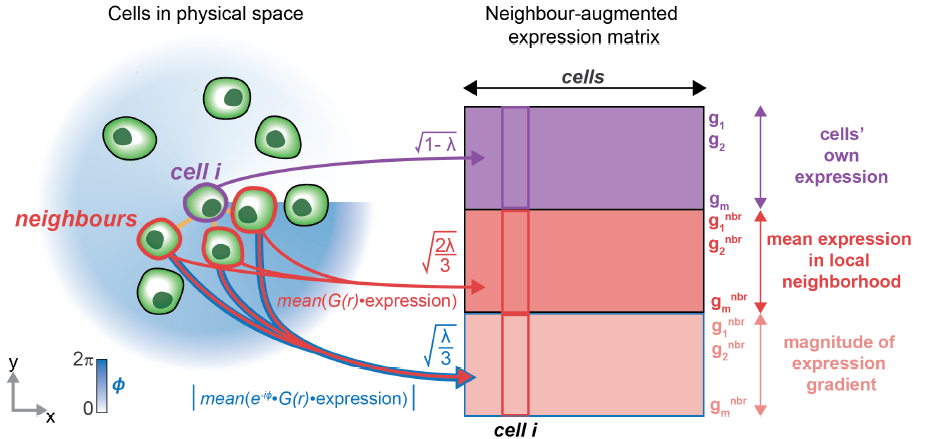 Cells in physical space
Neighbour-augmented
expression matrix
cells
cell i
neighbours
√1- λ
√2λ/3
mean(G(r)•expression)
√λ/3
|mean(e^-iϕ•G(r)•expression)|
g₁
g₂
gₘ
g₁ⁿᵇʳ
g₂ⁿᵇʳ
gₘⁿᵇʳ
g₁ⁿᵇʳ
g₂ⁿᵇʳ
gₘⁿᵇʳ
cells’
own
expression
mean expression
in local
neighborhood
magnitude of
expression
gradient
y
x
2π
0
ϕ
cell i